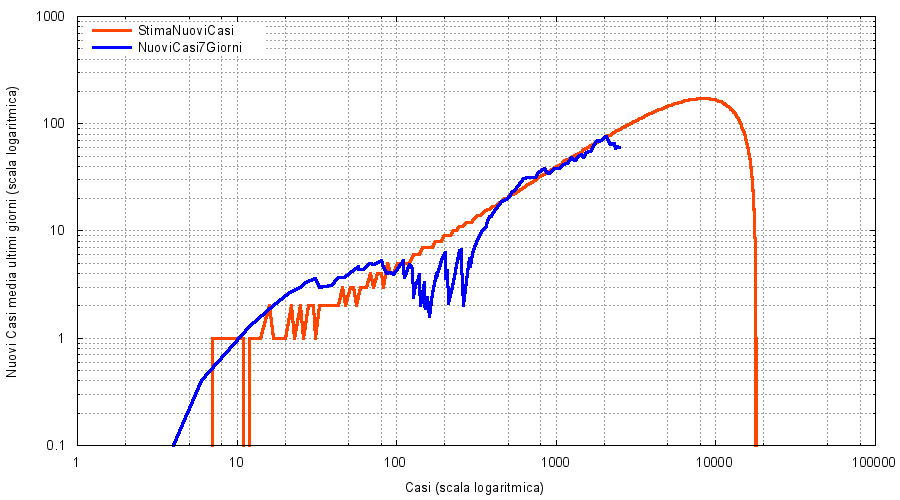 1000
StimaNuoviCasi
NuoviCasi7Giorni
100
10
1
0.1
Nuovi Casi media ultimi giorni (scala logaritmica)
1 10 100 1000 10000 100000
Casi (scala logaritmica)